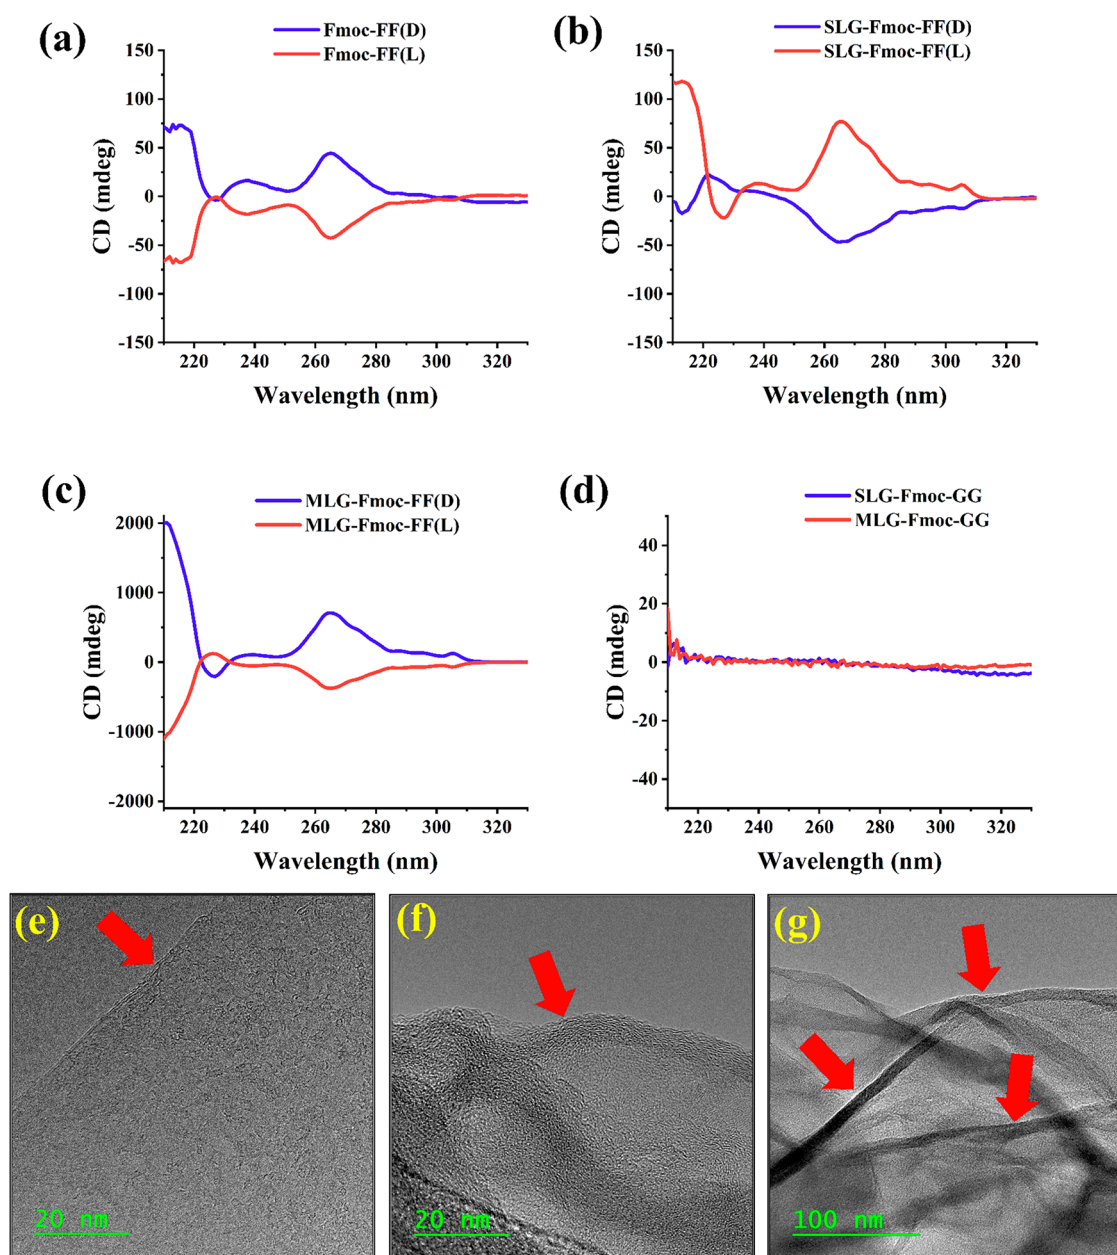 (a)
Fmoc-FF(D)
Fmoc-FF(L)
150
100
50
0
-50
-100
-150
CD (mdeg)
220 240 260 280 300 320
Wavelength (nm)
(b)
SLG-Fmoc-FF(D)
SLG-Fmoc-FF(L)
150
100
50
0
-50
-100
-150
CD (mdeg)
220 240 260 280 300 320
Wavelength (nm)
(c)
MLG-Fmoc-FF(D)
MLG-Fmoc-FF(L)
2000
1000
0
-1000
-2000
CD (mdeg)
220 240 260 280 300 320
Wavelength (nm)
(d)
SLG-Fmoc-GG
MLG-Fmoc-GG
40
20
0
-20
-40
CD (mdeg)
220 240 260 280 300 320
Wavelength (nm)
(e)
20 nm
(f)
20 nm
(g)
100 nm